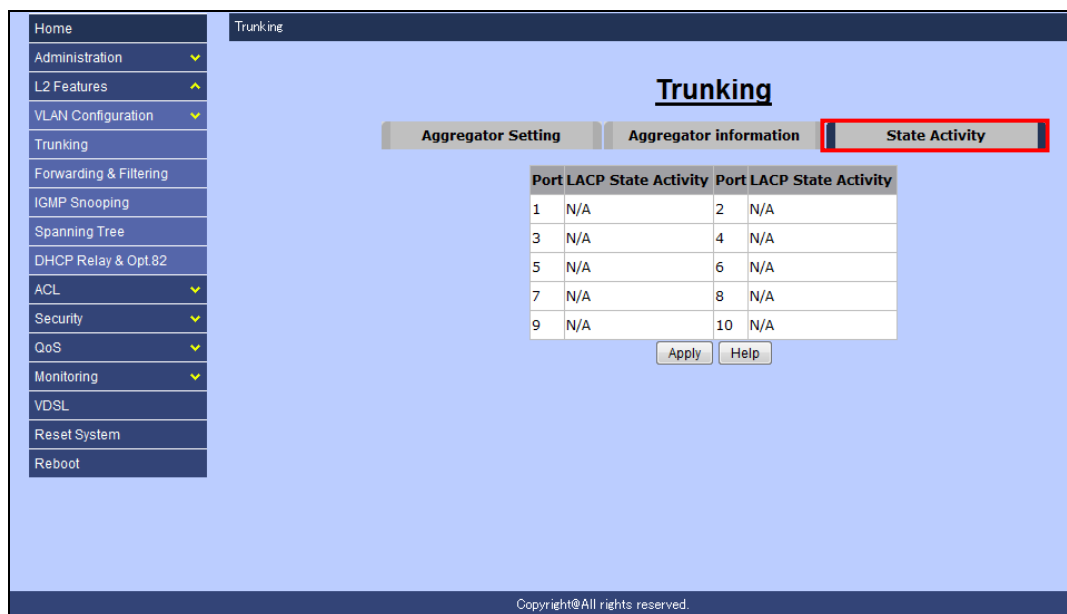 Home
Administration
L2 Features
VLAN Configuration
Trunking
Forwarding & Filtering
IGMP Snooping
Spanning Tree
DHCP Relay & Opt.82
ACL
Security
QoS
Monitoring
VDSL
Reset System
Reboot
Trunking
Trunking
Aggregator Setting Aggregator information State Activity
Port LACP State Activity Port LACP State Activity
1 N/A 2 N/A
3 N/A 4 N/A
5 N/A 6 N/A
7 N/A 8 N/A
9 N/A 10 N/A
Apply Help
Copyright@All rights reserved.